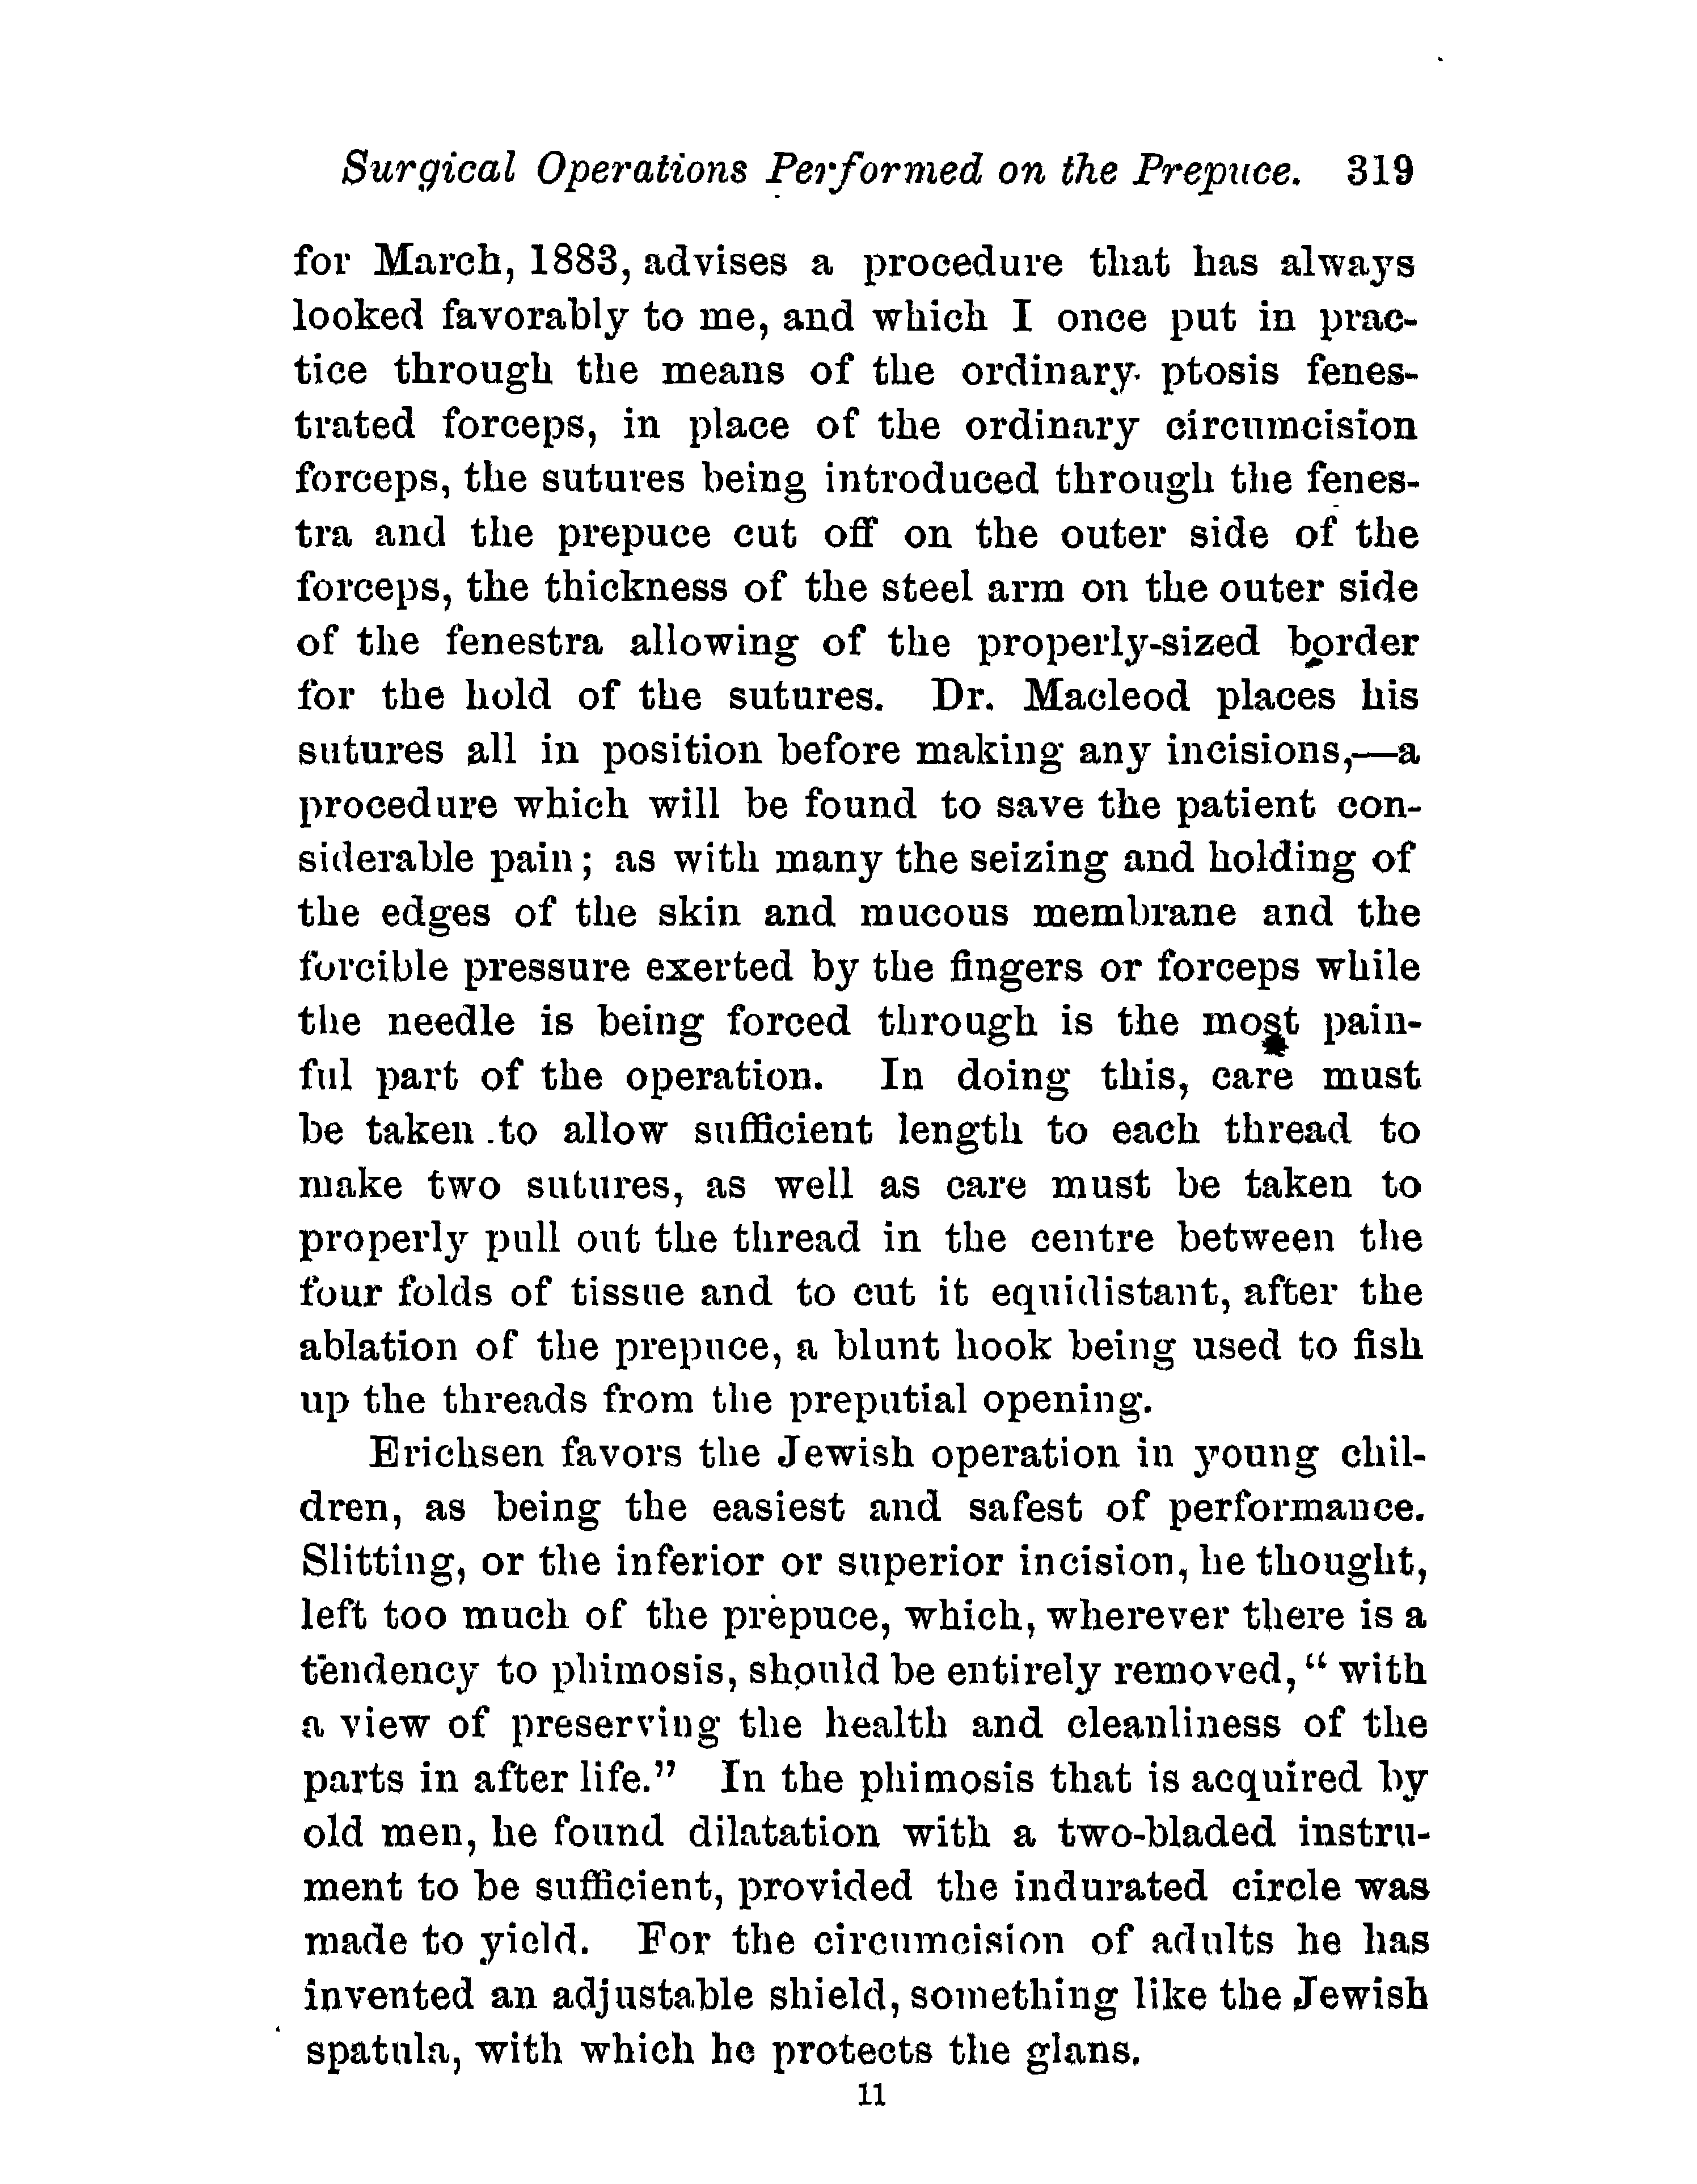 Surgical Operations Performed on the Prepuce. 319
for March, 1883, advises a procedure that has always
looked favorably to me, and which I once put in prac-
tice through the means of the ordinary ptosis fenes-
trated forceps, in place of the ordinary circumcision
forceps, the sutures being introduced through the fenes-
tra and the prepuce cut off on the outer side of the
forceps, the thickness of the steel arm on the outer side
of the fenestra allowing of the properly-sized border
for the hold of the sutures. Dr. Macleod places his
sutures all in position before making any incisions,—a
procedure which will be found to save the patient con-
siderable pain; as with many the seizing and holding of
the edges of the skin and mucous membrane and the
forcible pressure exerted by the fingers or forceps while
the needle is being forced through is the most pain-
ful part of the operation. In doing this, care must
be taken to allow sufficient length to each thread to
make two sutures, as well as care must be taken to
properly pull out the thread in the centre between the
four folds of tissue and to cut it equidistant, after the
ablation of the prepuce, a blunt hook being used to fish
up the threads from the preputial opening.
Erichsen favors the Jewish operation in young chil-
dren, as being the easiest and safest of performance.
Slitting, or the inferior or superior incision, he thought,
left too much of the prepuce, which, wherever there is a
tendency to phimosis, should be entirely removed, “with
a view of preserving the health and cleanliness of the
parts in after life.” In the phimosis that is acquired by
old men, he found dilatation with a two-bladed instru-
ment to be sufficient, provided the indurated circle was
made to yield. For the circumcision of adults he has
invented an adjustable shield, something like the Jewish
spatula, with which he protects the glans.
11